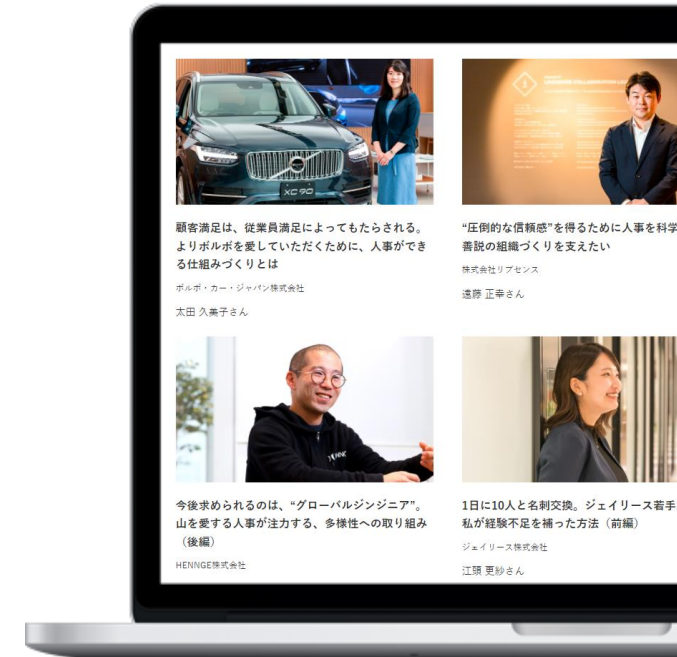 XC 90
顧客満足は、従業員満足によってもたらされる。
よりボルボを愛していただくために、人事ができ
る仕組みづくりとは
ボルボ・カー・ジャパン株式会社
太田 久美子さん
“圧倒的な信頼感”を得るために人事を科学
善説の組織づくりを支えたい
株式会社リブセンス
遠藤 正幸さん
今後求められるのは、“グローバルジンジニア”。
山を愛する人事が注力する、多様性への取り組み
（後編）
HENNGE株式会社
1日に10人と名刺交換。ジェイリース若手
私が経験不足を補った方法（前編）
ジェイリース株式会社
江頭 更紗さん